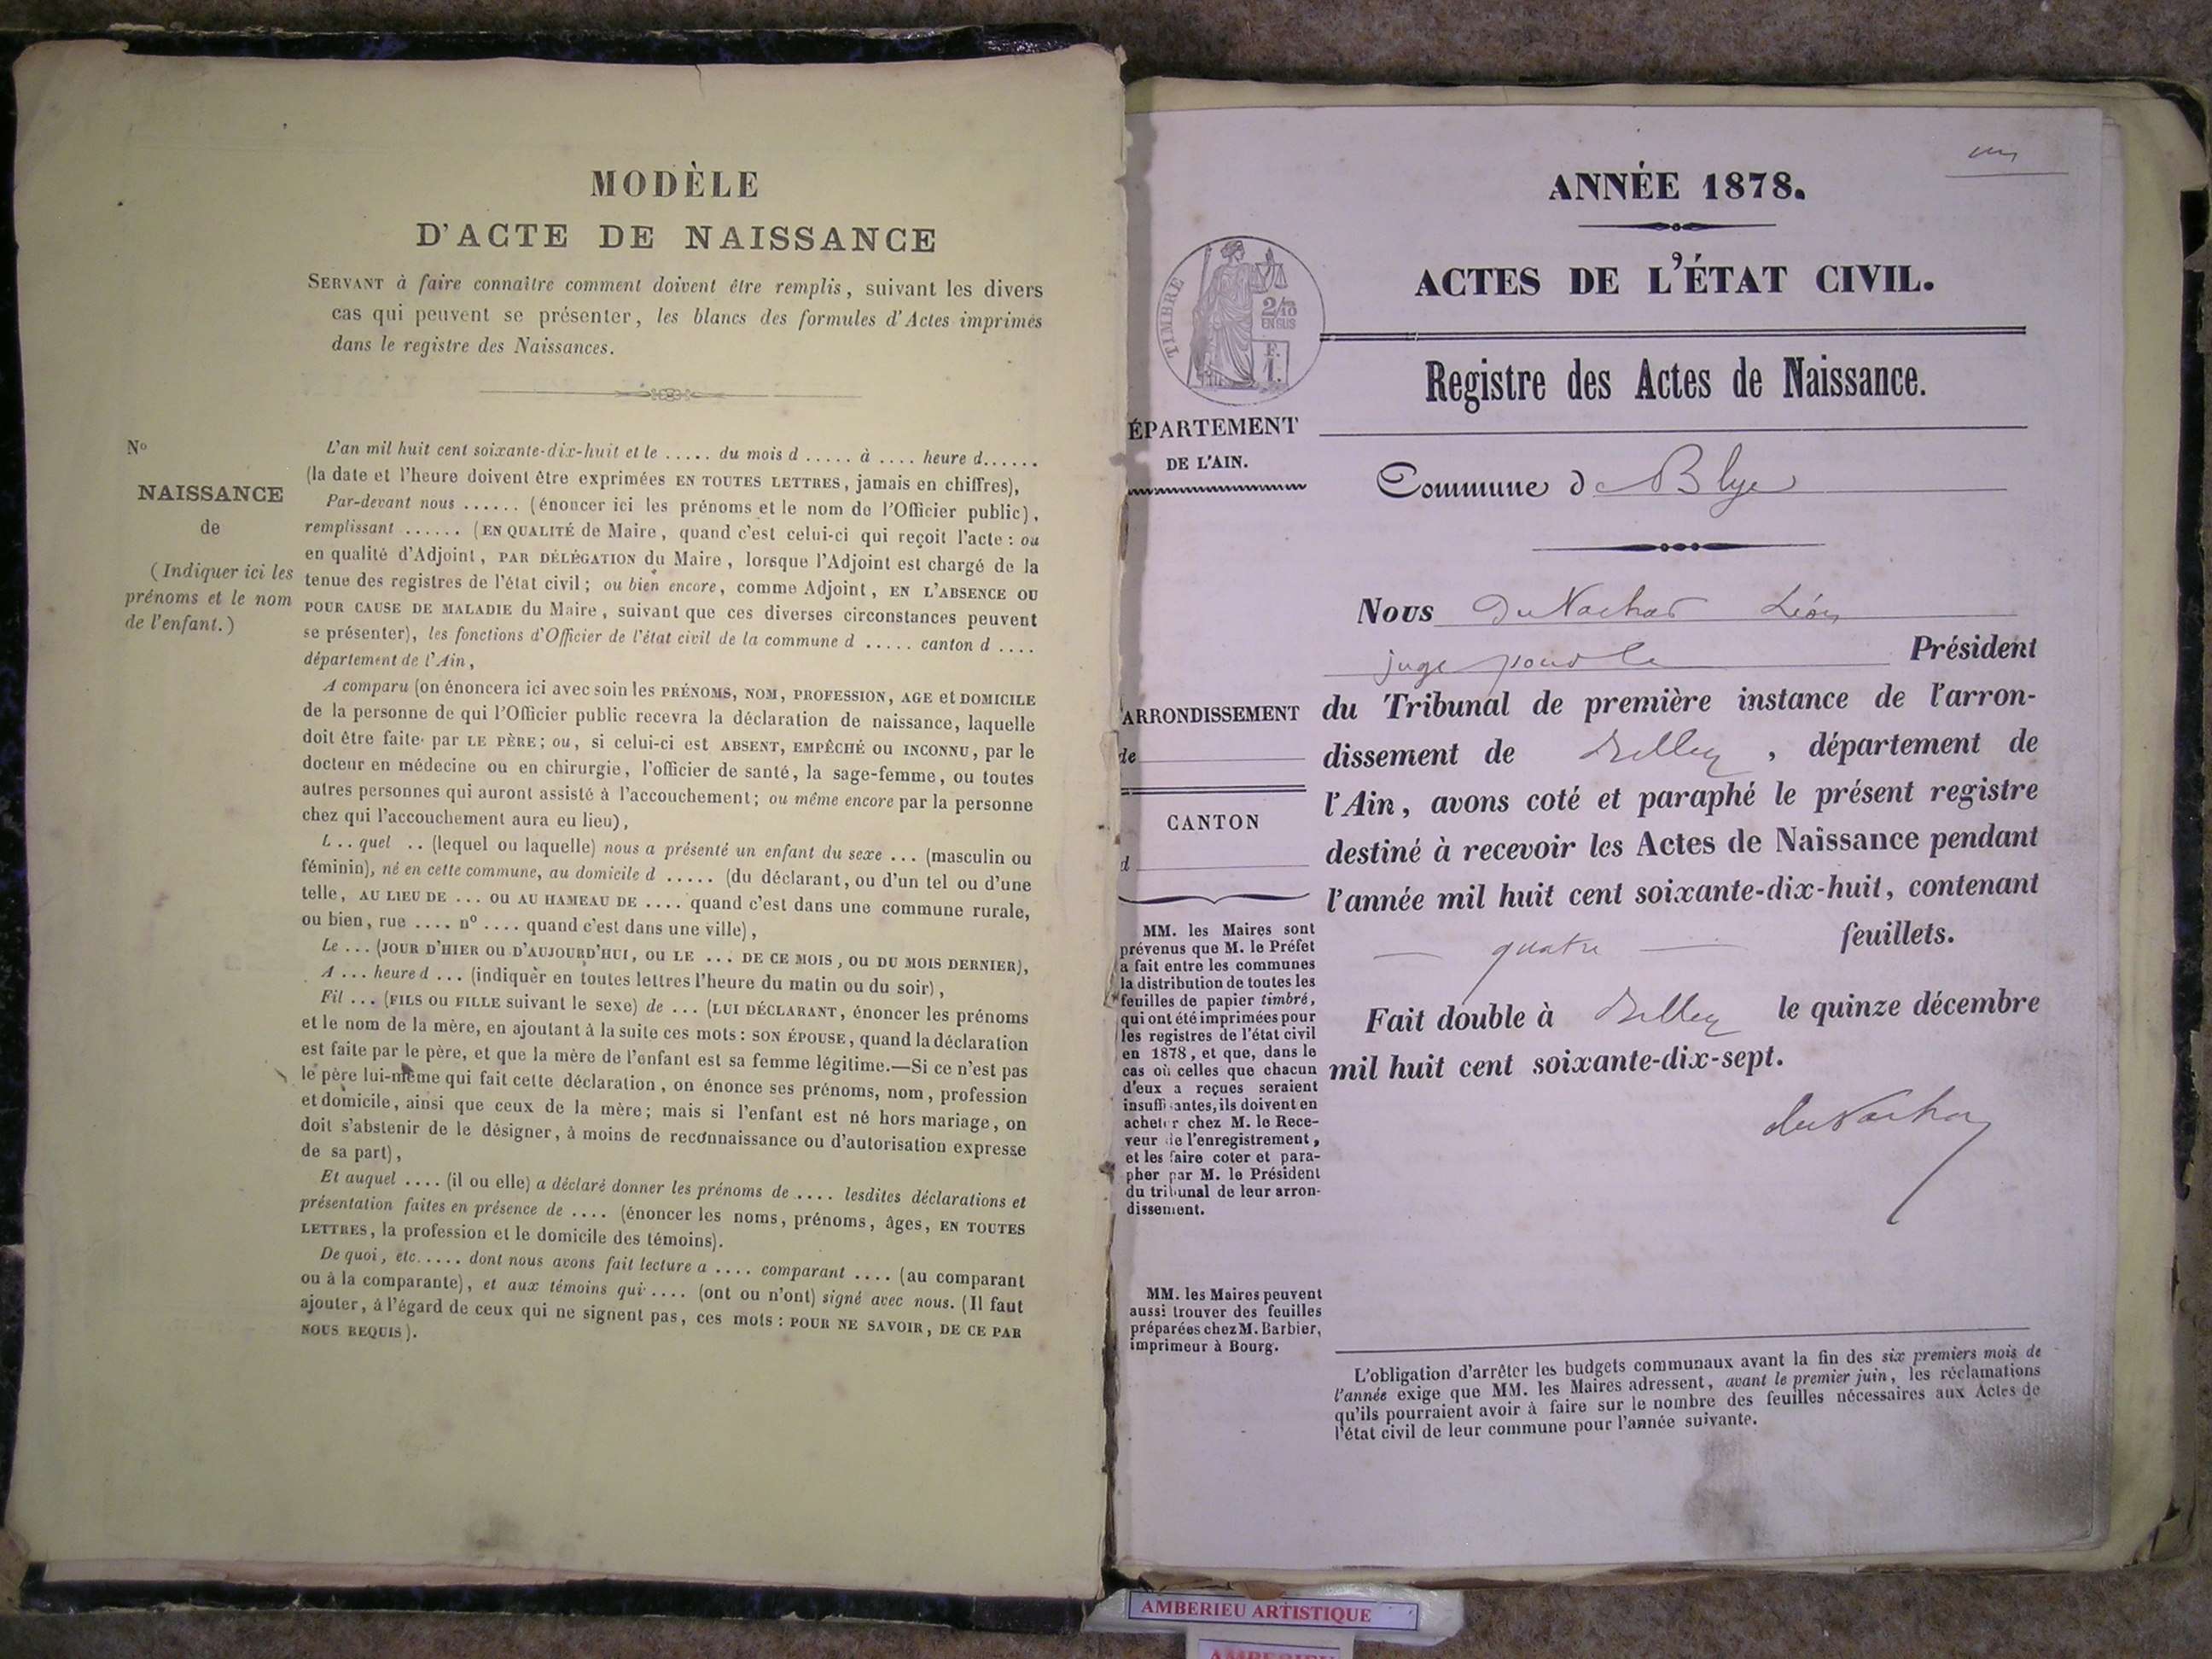 MODÈLE
D'ACTE DE NAISSANCE
SERVANT à faire connaître comment doivent être remplis, suivant les divers
cas qui peuvent se présenter, les blancs des formules d'Actes imprimés
dans le registre des Naissances.
No
NAISSANCE
de
(Indiquer ici les
prénoms et le nom
de l'enfant.)
L'an mil huit cent soixante-dix-huit et le ..... du mois d ..... à .... heure d......
(la date et l'heure doivent être exprimées EN TOUTES LETTRES, jamais en chiffres),
Par-devant nous ...... (énoncer ici les prénoms et le nom de l'Officier public),
remplissant ...... (EN QUALITÉ de Maire, quand c'est celui-ci qui reçoit l'acte : ou
en qualité d'Adjoint, PAR DÉLÉGATION du Maire, lorsque l'Adjoint est chargé de la
tenue des registres de l'état civil; ou bien encore, comme Adjoint, EN L'ABSENCE OU
POUR CAUSE DE MALADIE du Maire, suivant que ces diverses circonstances peuvent
se présenter), les fonctions d'Officier de l'état civil de la commune d ..... canton d ....
département de l'Ain,
A comparu (on énoncera ici avec soin les PRÉNOMS, NOM, PROFESSION, AGE et DOMICILE
de la personne de qui l'Officier public recevra la déclaration de naissance, laquelle
doit être faite par LE PÈRE; ou, si celui-ci est ABSENT, EMPÊCHÉ ou INCONNU, par le
docteur en médecine ou en chirurgie, l'officier de santé, la sage-femme, ou toutes
autres personnes qui auront assisté à l'accouchement; ou même encore par la personne
chez qui l'accouchement aura eu lieu),
L .. quel .. (lequel ou laquelle) nous a présenté un enfant du sexe ... (masculin ou
féminin), né en cette commune, au domicile d ..... (du déclarant, ou d'un tel ou d'une
telle, AU LIEU DE ... OU AU HAMEAU DE .... quand c'est dans une commune rurale,
ou bien, rue .... no .... quand c'est dans une ville),
Le ... (JOUR D'HIER OU D'AUJOURD'HUI, OU LE ... DE CE MOIS, OU DU MOIS DERNIER),
A ... heure d ... (indiquer en toutes lettres l'heure du matin ou du soir),
Fil ... (FILS OU FILLE suivant le sexe) de ... (LUI DÉCLARANT, énoncer les prénoms
et le nom de la mère, en ajoutant à la suite ces mots : SON ÉPOUSE, quand la déclaration
est faite par le père, et que la mère de l'enfant est sa femme légitime.—Si ce n'est pas
le père lui-même qui fait cette déclaration, on énonce ses prénoms, nom, profession
et domicile, ainsi que ceux de la mère; mais si l'enfant est né hors mariage, on
doit s'abstenir de le désigner, à moins de reconnaissance ou d'autorisation expresse
de sa part),
Et auquel .... (il ou elle) a déclaré donner les prénoms de .... lesdites déclarations et
présentation faites en présence de .... (énoncer les noms, prénoms, âges, EN TOUTES
LETTRES, la profession et le domicile des témoins).
De quoi, etc..... dont nous avons fait lecture a .... comparant .... (au comparant
ou à la comparante), et aux témoins qui .... (ont ou n'ont) signé avec nous. (Il faut
ajouter, à l'égard de ceux qui ne signent pas, ces mots : POUR NE SAVOIR, DE CE PAR
NOUS REQUIS).
un
ANNÉE 1878.
ACTES DE L'ÉTAT CIVIL.
TIMBRE
2/10
EN SUS
F.
1.
Registre des Actes de Naissance.
ÉPARTEMENT
DE L'AIN.
Commune d Blye
Nous Du Nachat Léon
juge pour le Président
du Tribunal de première instance de l'arron-
dissement de Belley, département de
l'Ain, avons coté et paraphé le présent registre
destiné à recevoir les Actes de Naissance pendant
l'année mil huit cent soixante-dix-huit, contenant
quatre feuillets.
Fait double à Belley le quinze décembre
mil huit cent soixante-dix-sept.
ARRONDISSEMENT
de
CANTON
d
MM. les Maires sont
prévenus que M. le Préfet
a fait entre les communes
la distribution de toutes les
feuilles de papier timbré,
qui ont été imprimées pour
les registres de l'état civil
en 1878, et que, dans le
cas où celles que chacun
d'eux a reçues seraient
insuffisantes, ils doivent en
acheter chez M. le Rece-
veur de l'enregistrement,
et les faire coter et para-
pher par M. le Président
du tribunal de leur arron-
dissement.
MM. les Maires peuvent
aussi trouver des feuilles
préparées chez M. Barbier,
imprimeur à Bourg.
L'obligation d'arrêter les budgets communaux avant la fin des six premiers mois de
l'année exige que MM. les Maires adressent, avant le premier juin, les réclamations
qu'ils pourraient avoir à faire sur le nombre des feuilles nécessaires aux Actes de
l'état civil de leur commune pour l'année suivante.
AMBERIEU ARTISTIQUE
AMBERIEU